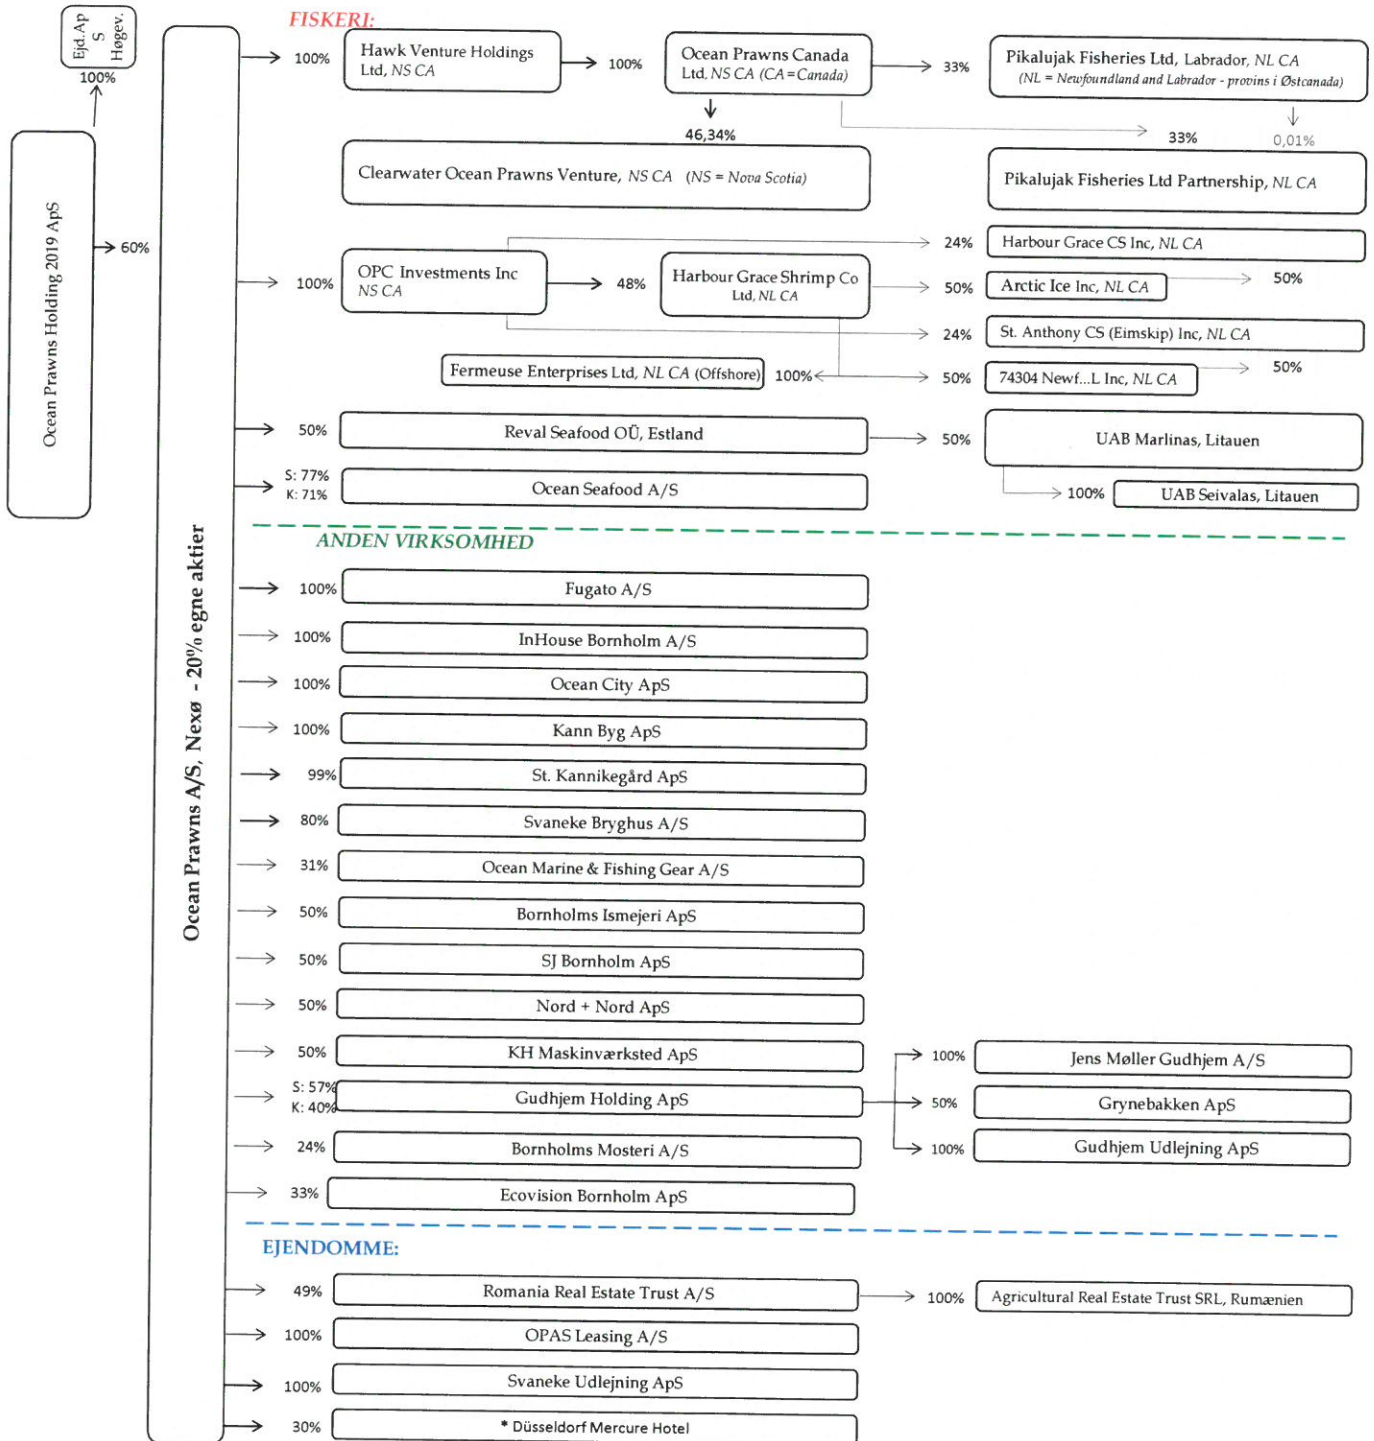 Ejd.Ap
S
Høgev.
100%
Ocean Prawns Holding 2019 ApS
60%
Ocean Prawns A/S, Nexø - 20% egne aktier
FISKERI:
100%
Hawk Venture Holdings
Ltd, NS CA
100%
Ocean Prawns Canada
Ltd, NS CA (CA = Canada)
33%
Pikalujak Fisheries Ltd, Labrador, NL CA
(NL = Newfoundland and Labrador - provins i Østcanada)
46,34%
33%
0,01%
Clearwater Ocean Prawns Venture, NS CA (NS = Nova Scotia)
Pikalujak Fisheries Ltd Partnership, NL CA
24%
Harbour Grace CS Inc, NL CA
100%
OPC Investments Inc
NS CA
48%
Harbour Grace Shrimp Co
Ltd, NL CA
50%
Arctic Ice Inc, NL CA
50%
24%
St. Anthony CS (Eimskip) Inc, NL CA
Fermeuse Enterprises Ltd, NL CA (Offshore)
100%
50%
74304 Newf...L Inc, NL CA
50%
50%
Reval Seafood OÜ, Estland
50%
UAB Marlinas, Litauen
S: 77%
K: 71%
Ocean Seafood A/S
100%
UAB Seivalas, Litauen
ANDEN VIRKSOMHED
100%
Fugato A/S
100%
InHouse Bornholm A/S
100%
Ocean City ApS
100%
Kann Byg ApS
99%
St. Kannikegård ApS
80%
Svaneke Bryghus A/S
31%
Ocean Marine & Fishing Gear A/S
50%
Bornholms Ismejeri ApS
50%
SJ Bornholm ApS
50%
Nord + Nord ApS
50%
KH Maskinværksted ApS
100%
Jens Møller Gudhjem A/S
S: 57%
K: 40%
Gudhjem Holding ApS
50%
Grynebakken ApS
24%
Bornholms Mosteri A/S
100%
Gudhjem Udlejning ApS
33%
Ecovision Bornholm ApS
EJENDOMME:
49%
Romania Real Estate Trust A/S
100%
Agricultural Real Estate Trust SRL, Rumænien
100%
OPAS Leasing A/S
100%
Svaneke Udlejning ApS
30%
* Düsseldorf Mercure Hotel